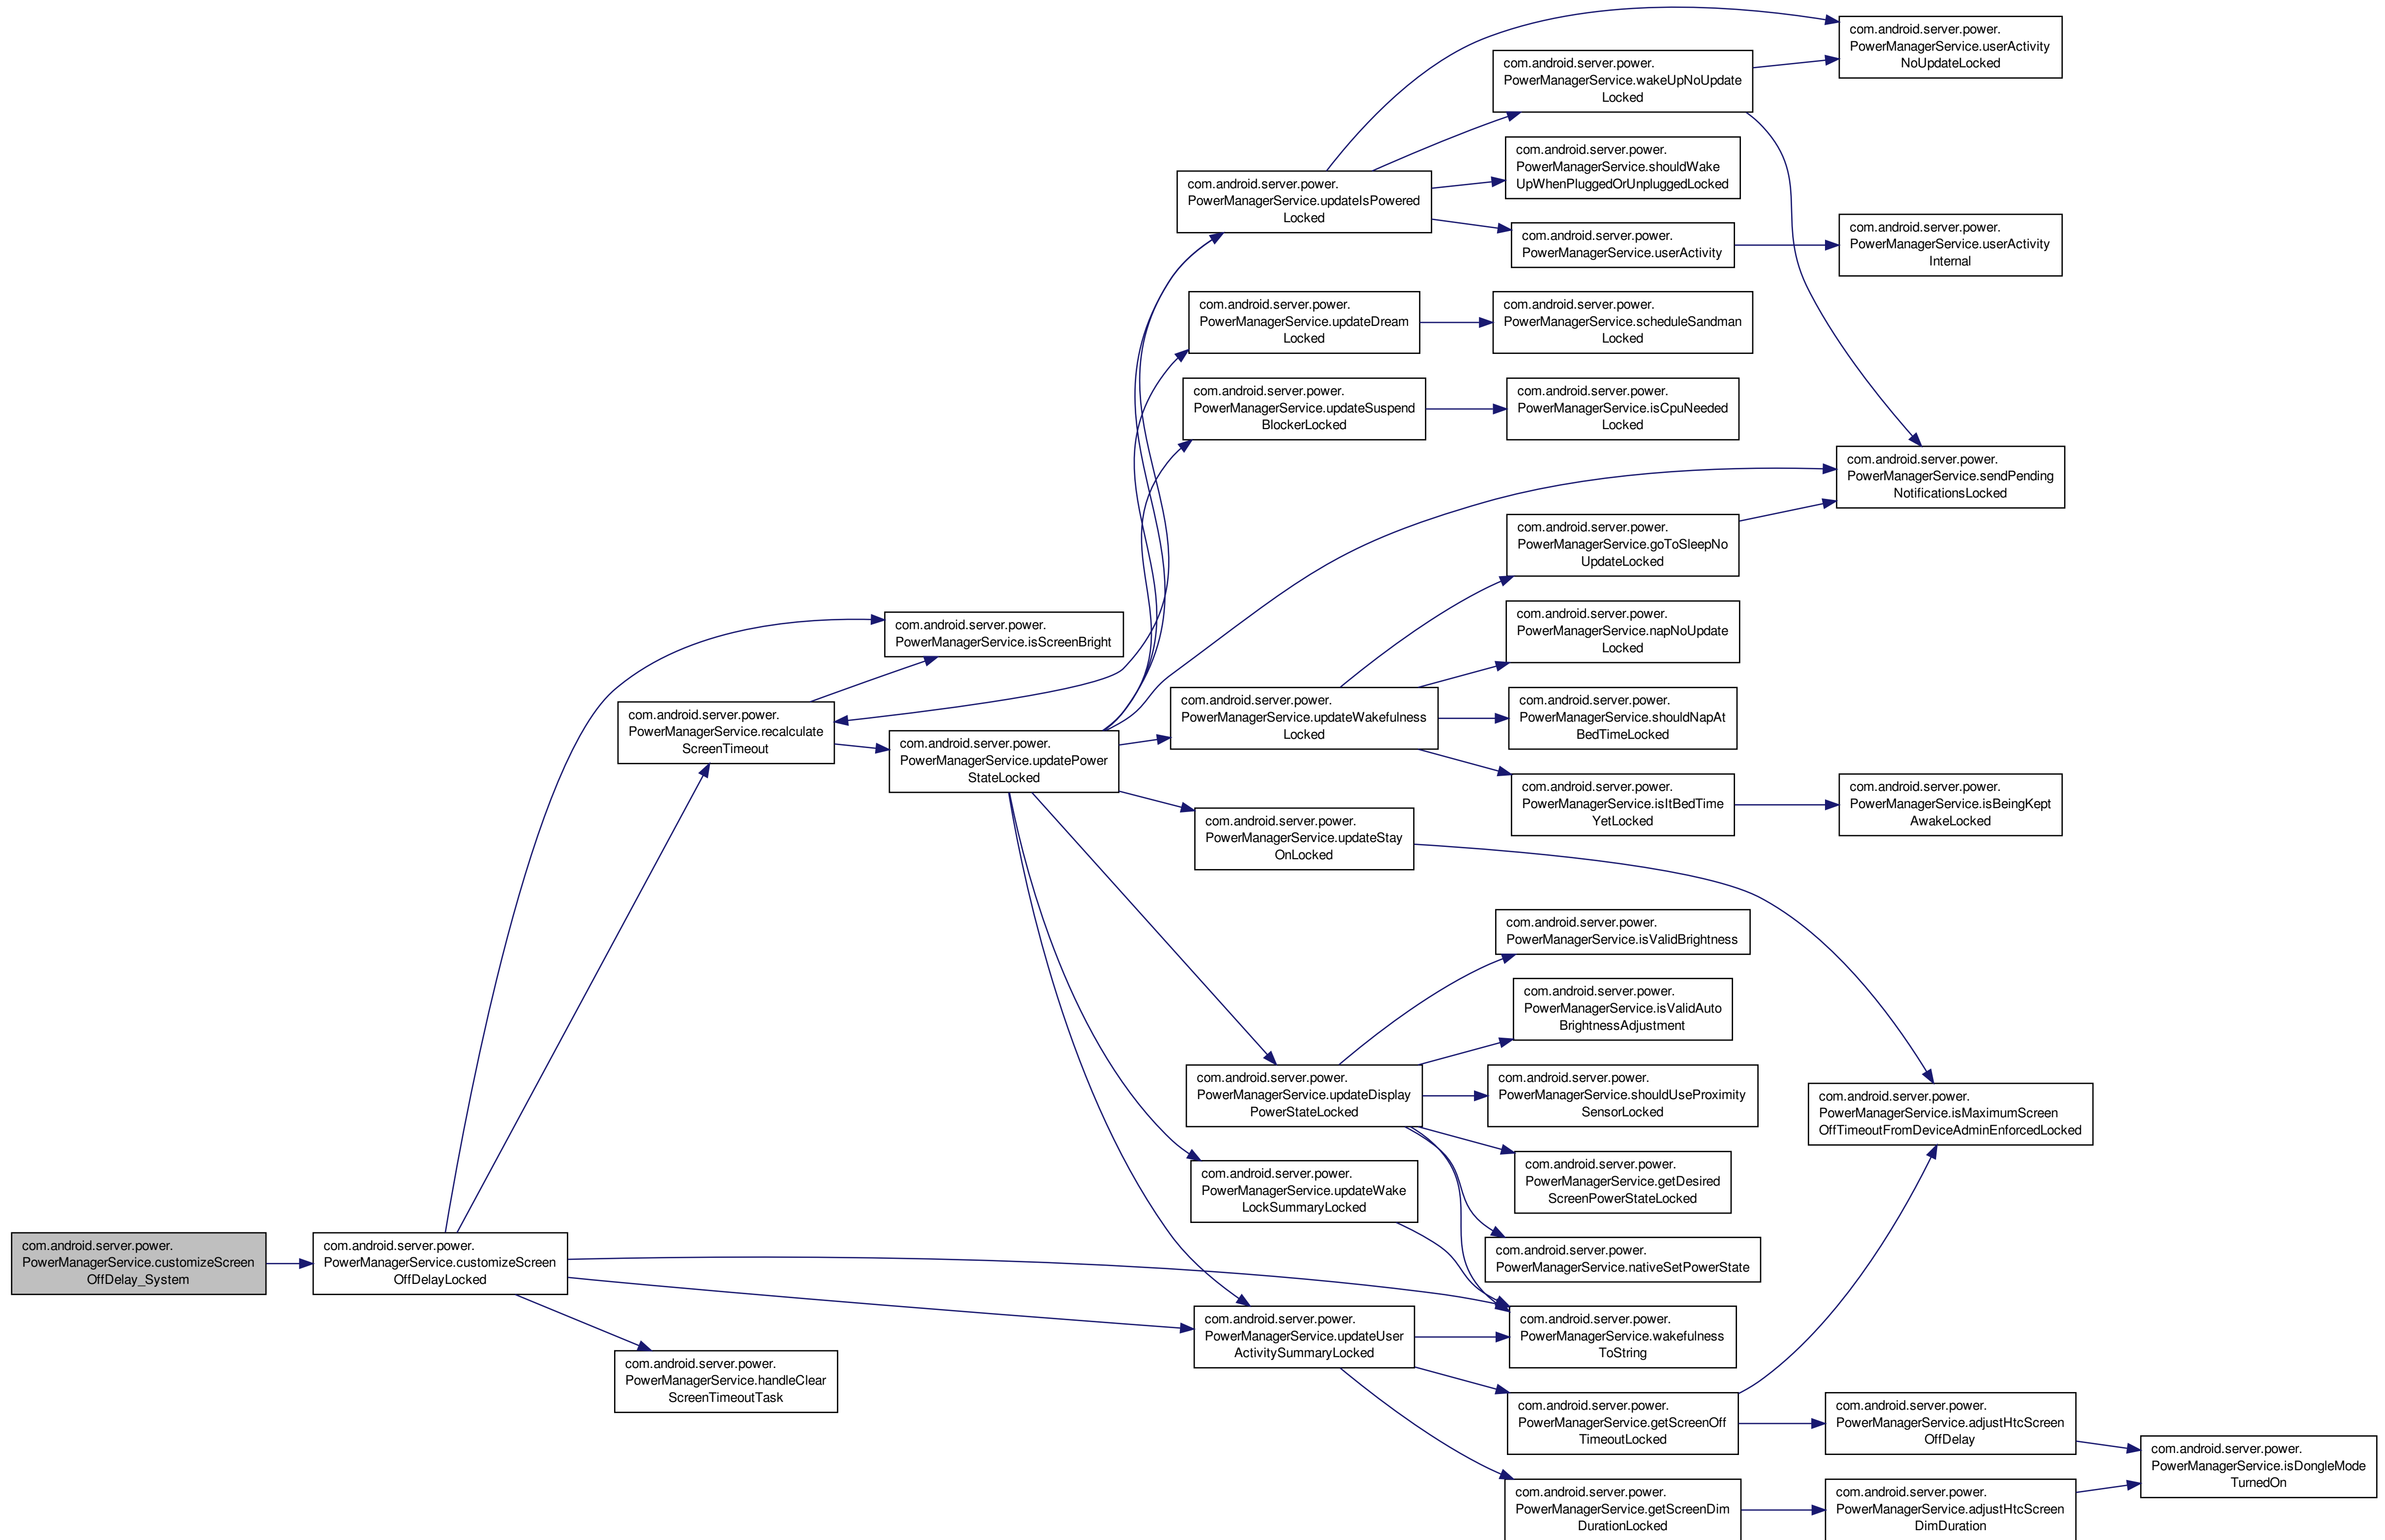 com.android.server.power.
PowerManagerService.customizeScreen
OffDelay_System
com.android.server.power.
PowerManagerService.customizeScreen
OffDelayLocked
com.android.server.power.
PowerManagerService.recalculate
ScreenTimeout
com.android.server.power.
PowerManagerService.handleClear
ScreenTimeoutTask
com.android.server.power.
PowerManagerService.isScreenBright
com.android.server.power.
PowerManagerService.updatePower
StateLocked
com.android.server.power.
PowerManagerService.updateIsPowered
Locked
com.android.server.power.
PowerManagerService.updateDream
Locked
com.android.server.power.
PowerManagerService.updateSuspend
BlockerLocked
com.android.server.power.
PowerManagerService.updateWakefulness
Locked
com.android.server.power.
PowerManagerService.updateStay
OnLocked
com.android.server.power.
PowerManagerService.updateDisplay
PowerStateLocked
com.android.server.power.
PowerManagerService.updateWake
LockSummaryLocked
com.android.server.power.
PowerManagerService.updateUser
ActivitySummaryLocked
com.android.server.power.
PowerManagerService.wakeUpNoUpdate
Locked
com.android.server.power.
PowerManagerService.shouldWake
UpWhenPluggedOrUnpluggedLocked
com.android.server.power.
PowerManagerService.userActivity
com.android.server.power.
PowerManagerService.scheduleSandman
Locked
com.android.server.power.
PowerManagerService.isCpuNeeded
Locked
com.android.server.power.
PowerManagerService.goToSleepNo
UpdateLocked
com.android.server.power.
PowerManagerService.napNoUpdate
Locked
com.android.server.power.
PowerManagerService.shouldNapAt
BedTimeLocked
com.android.server.power.
PowerManagerService.isItBedTime
YetLocked
com.android.server.power.
PowerManagerService.isValidBrightness
com.android.server.power.
PowerManagerService.isValidAuto
BrightnessAdjustment
com.android.server.power.
PowerManagerService.shouldUseProximity
SensorLocked
com.android.server.power.
PowerManagerService.getDesired
ScreenPowerStateLocked
com.android.server.power.
PowerManagerService.nativeSetPowerState
com.android.server.power.
PowerManagerService.wakefulness
ToString
com.android.server.power.
PowerManagerService.getScreenOff
TimeoutLocked
com.android.server.power.
PowerManagerService.getScreenDim
DurationLocked
com.android.server.power.
PowerManagerService.userActivity
NoUpdateLocked
com.android.server.power.
PowerManagerService.userActivity
Internal
com.android.server.power.
PowerManagerService.sendPending
NotificationsLocked
com.android.server.power.
PowerManagerService.isBeingKept
AwakeLocked
com.android.server.power.
PowerManagerService.isMaximumScreen
OffTimeoutFromDeviceAdminEnforcedLocked
com.android.server.power.
PowerManagerService.adjustHtcScreen
OffDelay
com.android.server.power.
PowerManagerService.adjustHtcScreen
DimDuration
com.android.server.power.
PowerManagerService.isDongleMode
TurnedOn